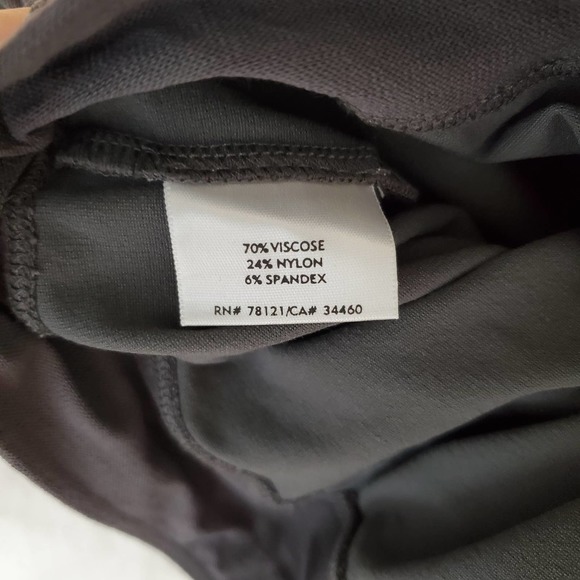 70% VISCOSE
24% NYLON
6% SPANDEX
RN# 78121/CA# 34460